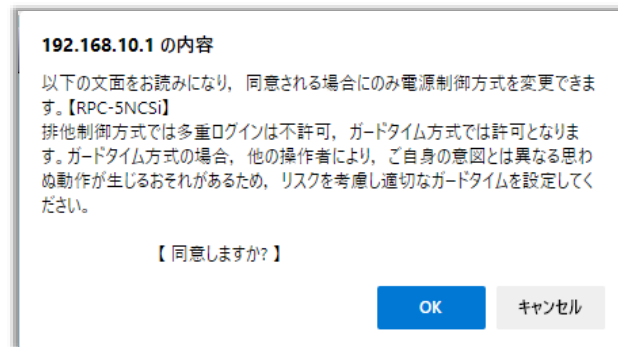 192.168.10.1 の内容
以下の文面をお読みになり，同意される場合にのみ電源制御方式を変更できま
す。【RPC-5NCSi】
排他制御方式では多重ログインは不許可，ガードタイム方式では許可となりま
す。ガードタイム方式の場合，他の操作者により，ご自身の意図とは異なる思わ
ぬ動作が生じるおそれがあるため，リスクを考慮し適切なガードタイムを設定してく
ださい。
【 同意しますか? 】
OK キャンセル